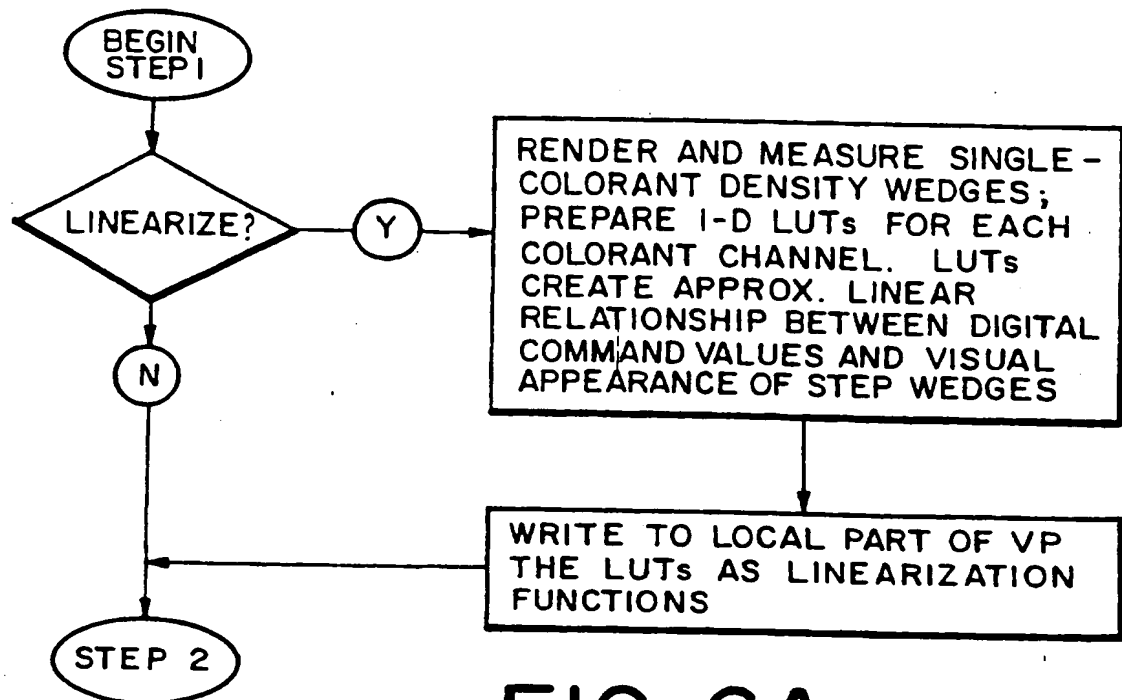 BEGIN
STEP 1
LINEARIZE?
Y
RENDER AND MEASURE SINGLE-
COLORANT DENSITY WEDGES;
PREPARE 1-D LUTs FOR EACH
COLORANT CHANNEL. LUTs
CREATE APPROX. LINEAR
RELATIONSHIP BETWEEN DIGITAL
COMMAND VALUES AND VISUAL
APPEARANCE OF STEP WEDGES
N
WRITE TO LOCAL PART OF VP
THE LUTs AS LINEARIZATION
FUNCTIONS
STEP 2